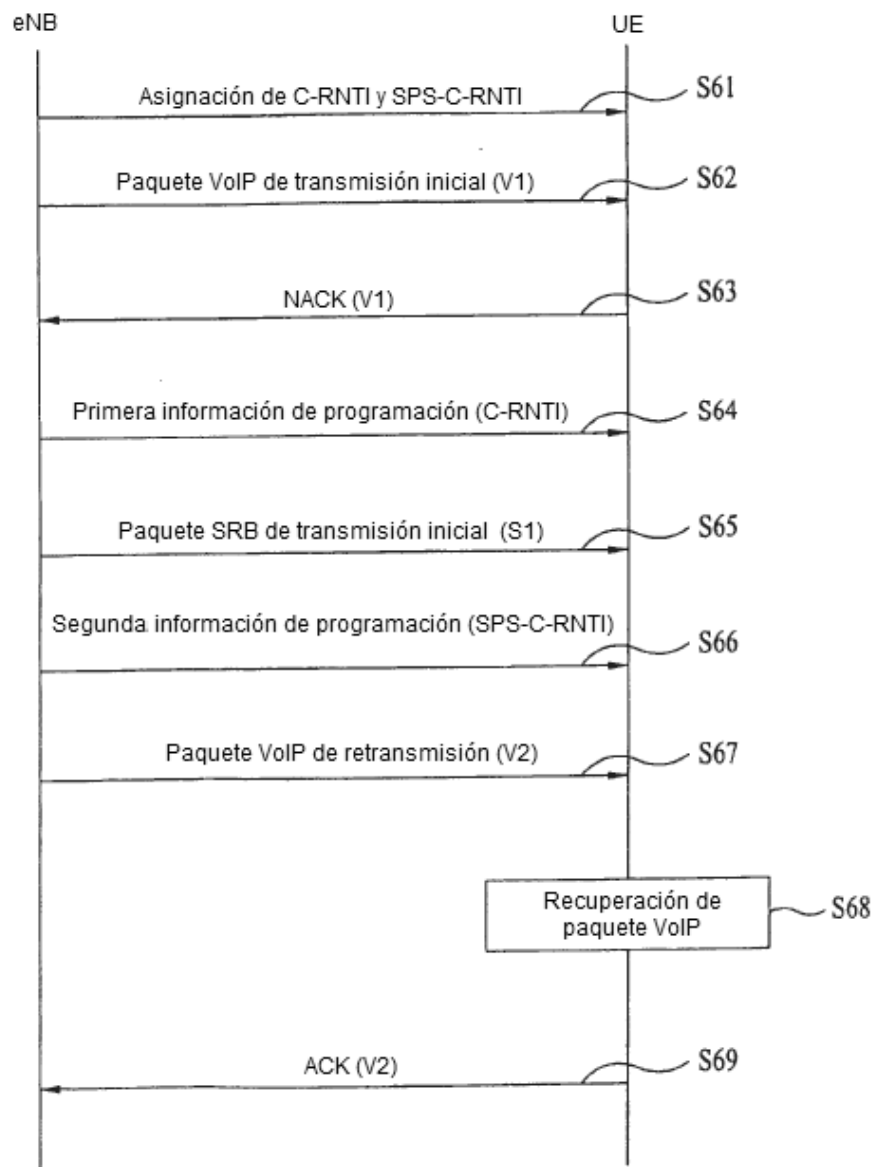 eNB
UE
Asignación de C-RNTI y SPS-C-RNTI
S61
Paquete VoIP de transmisión inicial (V1)
S62
NACK (V1)
S63
Primera información de programación (C-RNTI)
S64
Paquete SRB de transmisión inicial (S1)
S65
Segunda información de programación (SPS-C-RNTI)
S66
Paquete VoIP de retransmisión (V2)
S67
Recuperación de
paquete VoIP
S68
ACK (V2)
S69